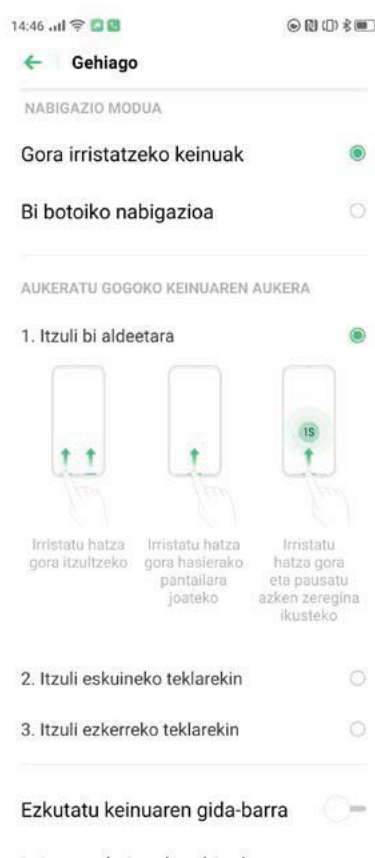 14:46
Gehiago
NABIGAZIO MODUA
Gora irristatzeko keinuak
Bi botoiko nabigazioa
AUKERATU GOGOKO KEINUAREN AUKERA
1. Itzuli bi aldeetara
1S
Irristatu hatza
gora itzultzeko
Irristatu hatza
gora hasierako
pantailara
joateko
Irristatu
hatza gora
eta pausatu
azken zeregina
ikusteko
2. Itzuli eskuineko teklarekin
3. Itzuli ezkerreko teklarekin
Ezkutatu keinuaren gida-barra